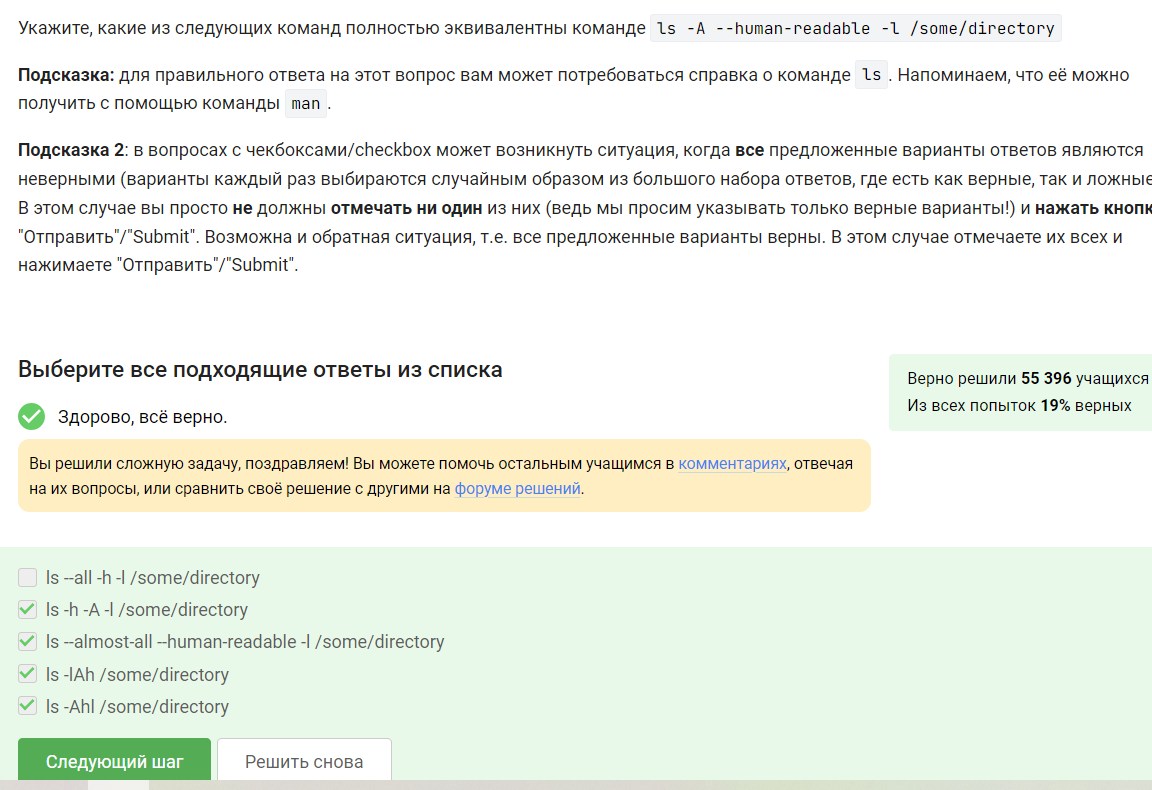 Укажите, какие из следующих команд полностью эквивалентны команде ls -A --human-readable -l /some/directory
Подсказка: для правильного ответа на этот вопрос вам может потребоваться справка о команде ls. Напоминаем, что её можно
получить с помощью команды man.
Подсказка 2: в вопросах с чекбоксами/checkbox может возникнуть ситуация, когда все предложенные варианты ответов являются
неверными (варианты каждый раз выбираются случайным образом из большого набора ответов, где есть как верные, так и ложные
В этом случае вы просто не должны отмечать ни один из них (ведь мы просим указывать только верные варианты!) и нажать кнопк
"Отправить"/"Submit". Возможна и обратная ситуация, т.е. все предложенные варианты верны. В этом случае отмечаете их всех и
нажимаете "Отправить"/"Submit".
Выберите все подходящие ответы из списка
Верно решили 55 396 учащихся
Из всех попыток 19% верных
Здорово, всё верно.
Вы решили сложную задачу, поздравляем! Вы можете помочь остальным учащимся в комментариях, отвечая
на их вопросы, или сравнить своё решение с другими на форуме решений.
ls --all -h -l /some/directory
ls -h -A -l /some/directory
ls --almost-all --human-readable -l /some/directory
ls -lAh /some/directory
ls -Ahl /some/directory
Следующий шаг
Решить снова